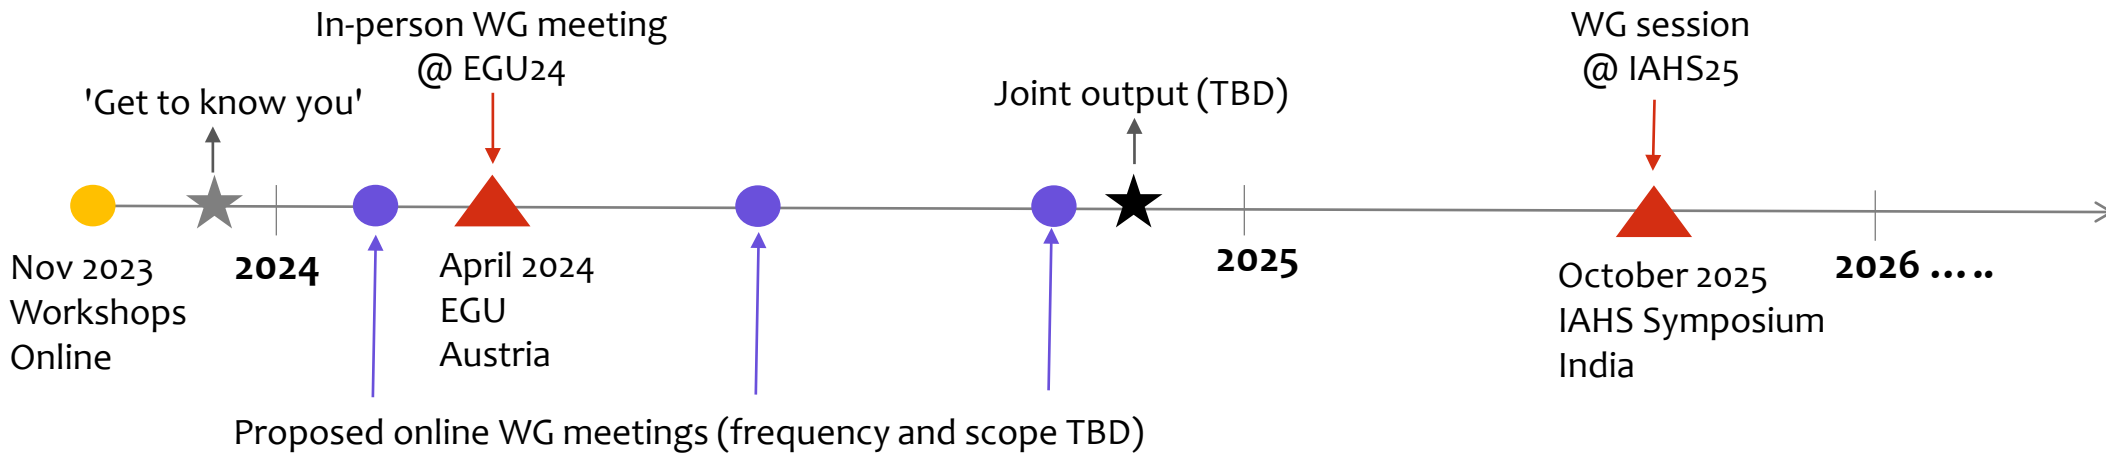 In-person WG meeting
@ EGU24
WG session
@ IAHS25
'Get to know you'
Joint output (TBD)
Nov 2023
Workshops
Online
2024
April 2024
EGU
Austria
2025
October 2025
IAHS Symposium
India
2026 …..
Proposed online WG meetings (frequency and scope TBD)